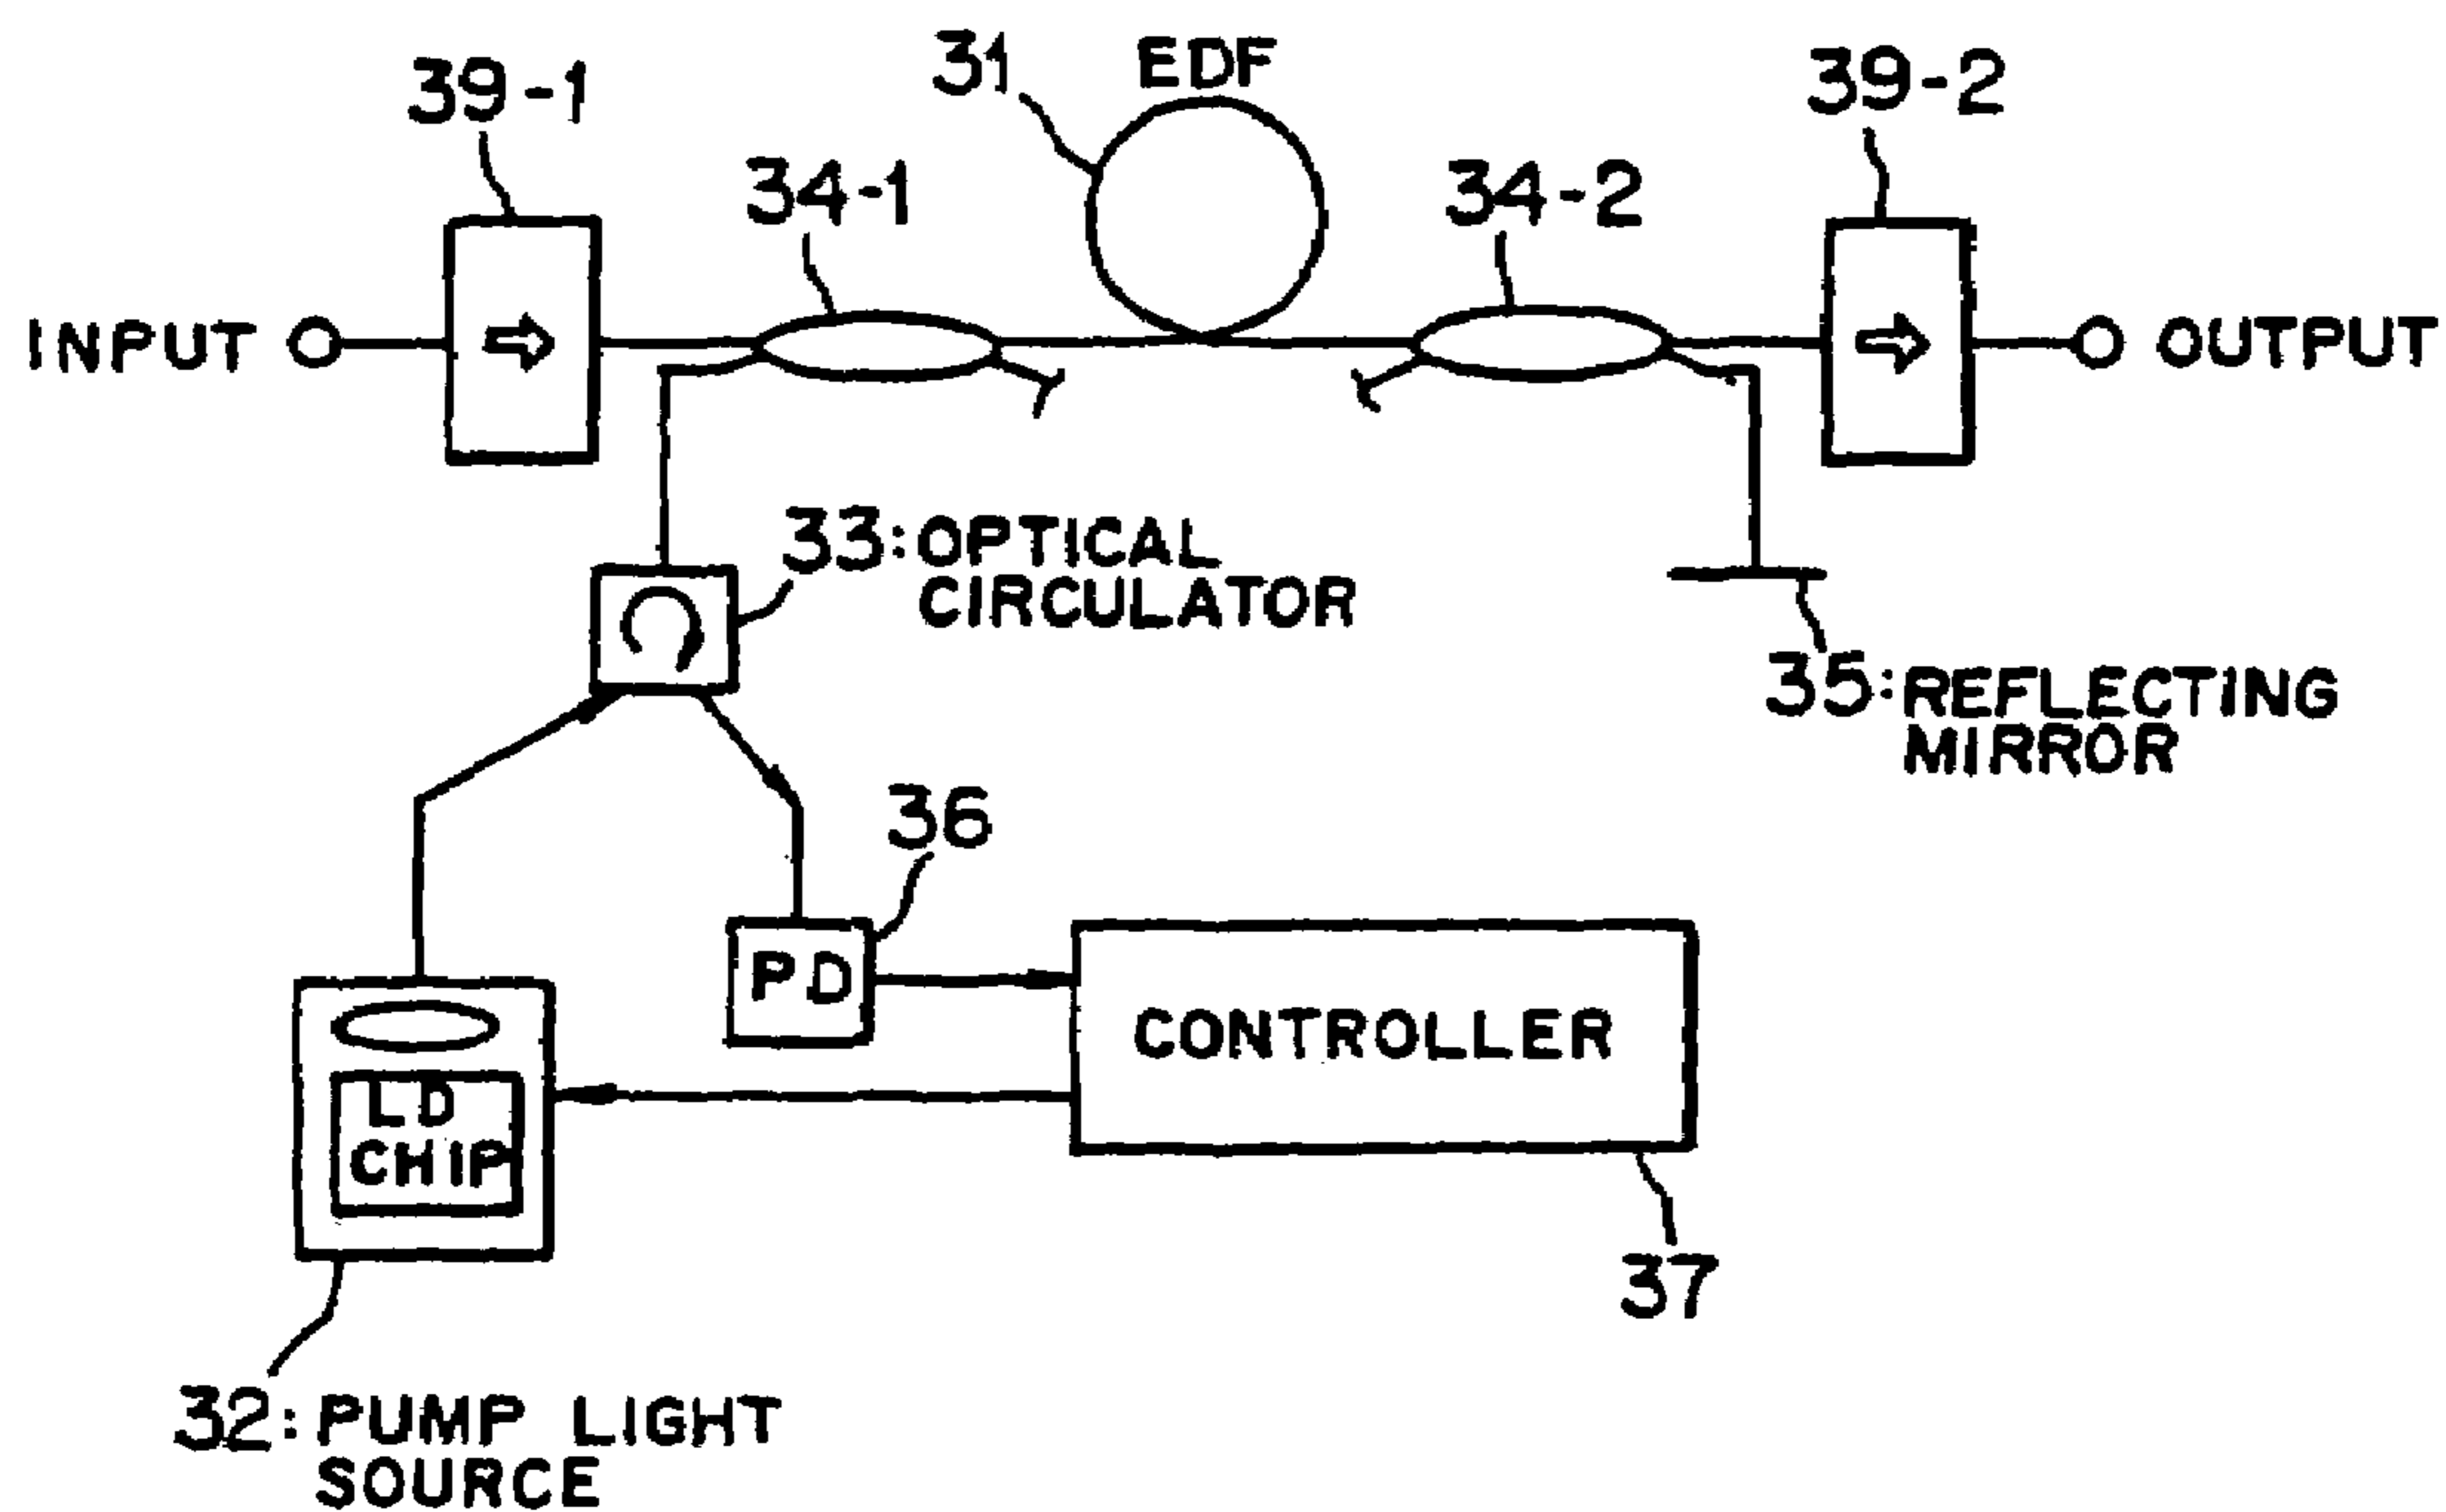 31
EDF
39-1
39-2
34-1
34-2
INPUT
OUTPUT
33:OPTICAL
CIRCULATOR
35:REFLECTING
MIRROR
36
PD
CONTROLLER
LD
CHIP
37
32:PUMP LIGHT
SOURCE